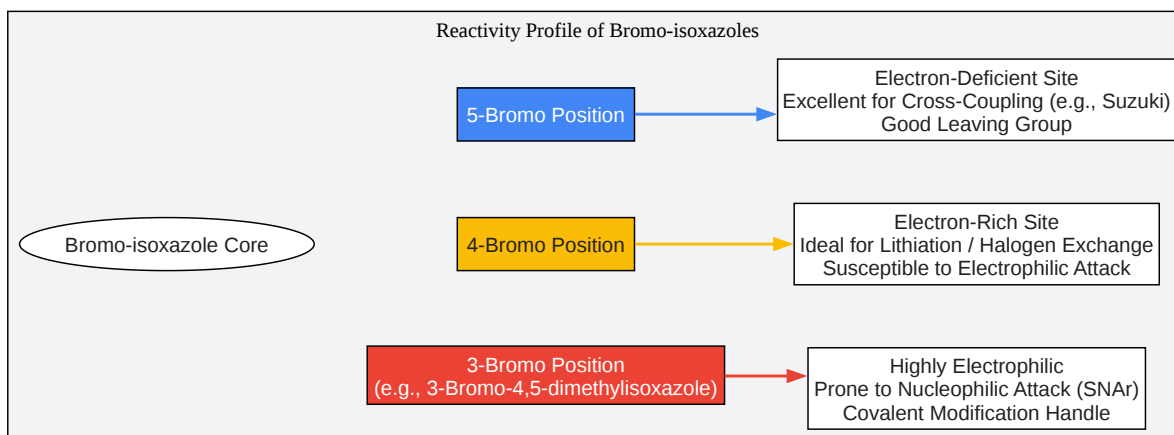 Reactivity Profile of Bromo-isoxazoles
Bromo-isoxazole Core
5-Bromo Position
Electron-Deficient Site
Excellent for Cross-Coupling (e.g., Suzuki)
Good Leaving Group
4-Bromo Position
Electron-Rich Site
Ideal for Lithiation / Halogen Exchange
Susceptible to Electrophilic Attack
3-Bromo Position
(e.g., 3-Bromo-4,5-dimethylisoxazole)
Highly Electrophilic
Prone to Nucleophilic Attack (SNAr)
Covalent Modification Handle